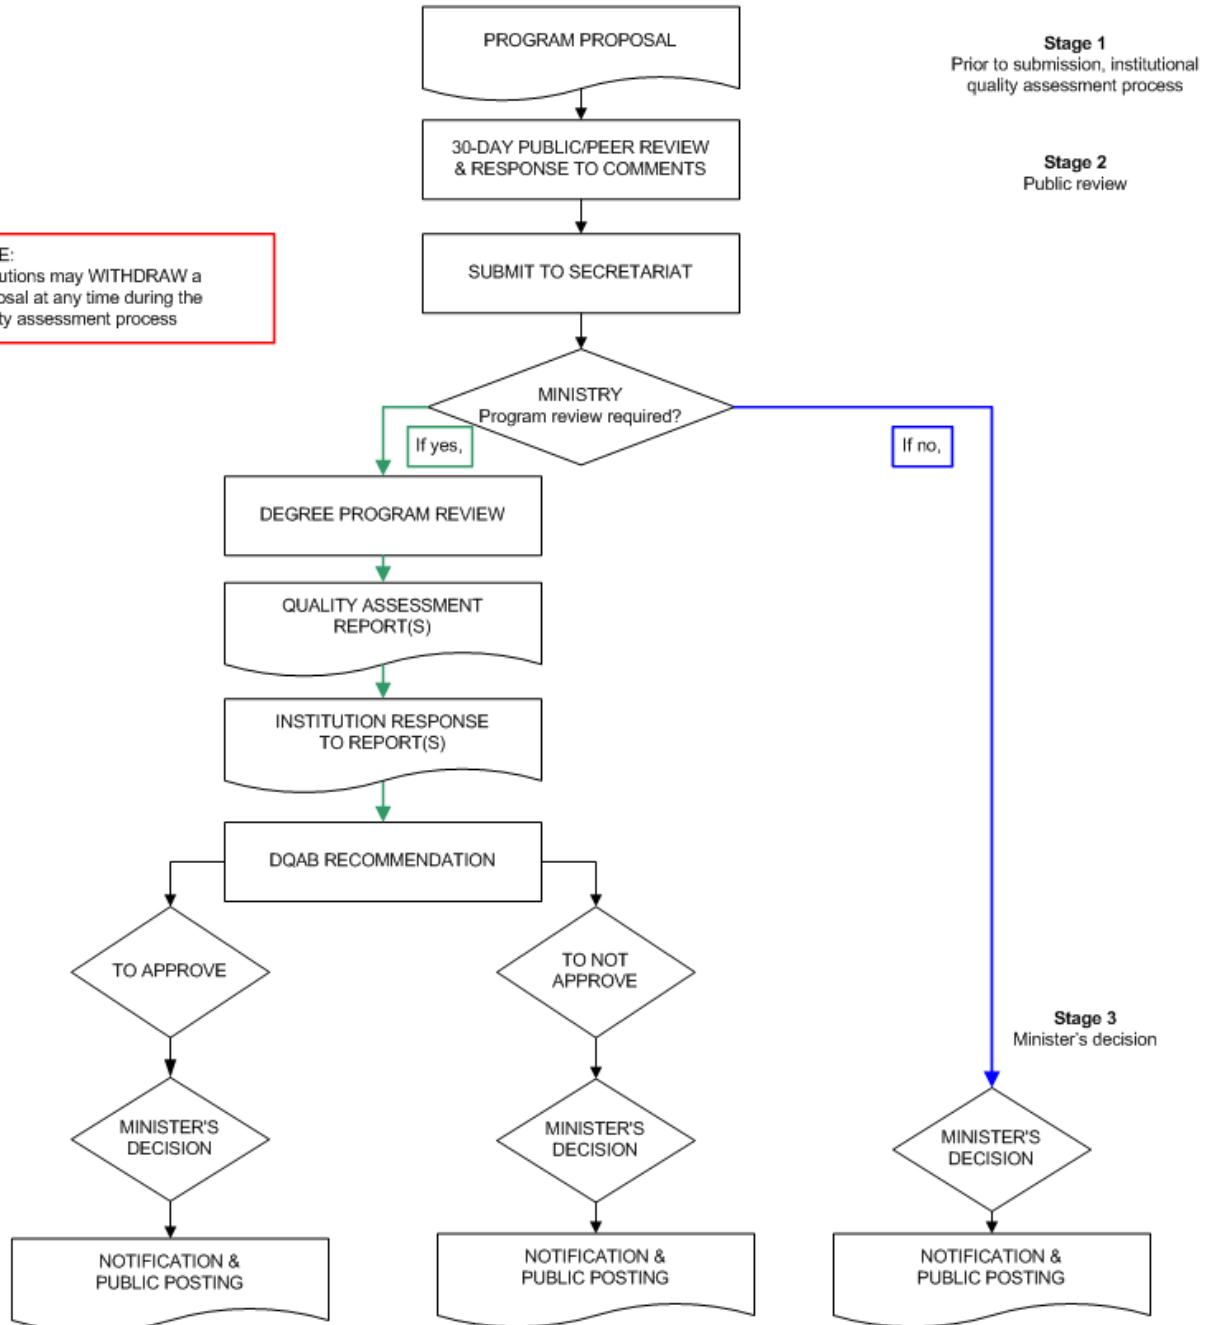 PROGRAM PROPOSAL
Stage 1
Prior to submission, institutional
quality assessment process
30-DAY PUBLIC/PEER REVIEW
& RESPONSE TO COMMENTS
Stage 2
Public review
E:
utions may WITHDRAW a
osal at any time during the
ty assessment process
SUBMIT TO SECRETARIAT
MINISTRY
Program review required?
If yes,
If no,
DEGREE PROGRAM REVIEW
QUALITY ASSESSMENT
REPORT(S)
INSTITUTION RESPONSE
TO REPORT(S)
DQAB RECOMMENDATION
TO APPROVE
TO NOT
APPROVE
Stage 3
Minister's decision
MINISTER'S
DECISION
MINISTER'S
DECISION
MINISTER'S
DECISION
NOTIFICATION &
PUBLIC POSTING
NOTIFICATION &
PUBLIC POSTING
NOTIFICATION &
PUBLIC POSTING